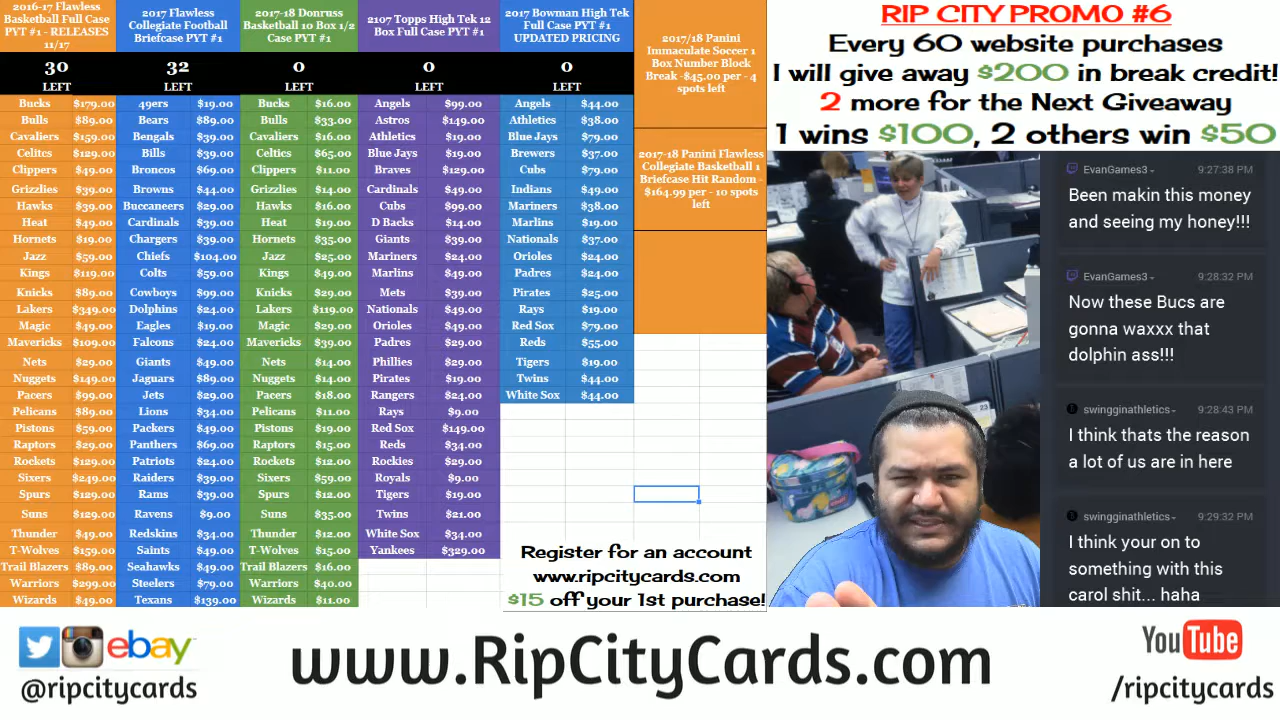 2016-17 Flawless
Basketball Full Case
PYT #1 - RELEASES
11/17
30
LEFT
Bucks $179.00
Bulls $89.00
Cavaliers $159.00
Celitcs $129.00
Clippers $49.00
Grizzlies $39.00
Hawks $39.00
Heat $49.00
Hornets $19.00
Jazz $59.00
Kings $119.00
Knicks $89.00
Lakers $349.00
Magic $49.00
Mavericks $109.00
Nets $29.00
Nuggets $149.00
Pacers $99.00
Pelicans $89.00
Pistons $59.00
Raptors $29.00
Rockets $129.00
Sixers $249.00
Spurs $129.00
Suns $129.00
Thunder $49.00
T-Wolves $159.00
Trail Blazers $89.00
Warriors $299.00
Wizards $49.00
2017 Flawless
Collegiate Football
Briefcase PYT #1
32
LEFT
49ers $19.00
Bears $89.00
Bengals $39.00
Bills $39.00
Broncos $69.00
Browns $44.00
Buccaneers $29.00
Cardinals $39.00
Chargers $39.00
Chiefs $104.00
Colts $59.00
Cowboys $99.00
Dolphins $24.00
Eagles $19.00
Falcons $24.00
Giants $49.00
Jaguars $89.00
Jets $29.00
Lions $34.00
Packers $49.00
Panthers $69.00
Patriots $24.00
Raiders $39.00
Rams $39.00
Ravens $9.00
Redskins $34.00
Saints $49.00
Seahawks $49.00
Steelers $79.00
Texans $139.00
2017-18 Donruss
Basketball 10 Box 1/2
Case PYT #1
0
LEFT
Bucks $16.00
Bulls $33.00
Cavaliers $16.00
Celtics $65.00
Clippers $11.00
Grizzlies $14.00
Hawks $16.00
Heat $19.00
Hornets $35.00
Jazz $25.00
Kings $49.00
Knicks $29.00
Lakers $119.00
Magic $29.00
Mavericks $39.00
Nets $14.00
Nuggets $14.00
Pacers $18.00
Pelicans $11.00
Pistons $19.00
Raptors $15.00
Rockets $12.00
Sixers $59.00
Spurs $12.00
Suns $35.00
Thunder $12.00
T-Wolves $15.00
Trail Blazers $16.00
Warriors $40.00
Wizards $11.00
2107 Topps High Tek 12
Box Full Case PYT #1
0
LEFT
Angels $99.00
Astros $149.00
Athletics $19.00
Blue Jays $19.00
Braves $129.00
Cardinals $49.00
Cubs $99.00
D Backs $14.00
Giants $39.00
Mariners $24.00
Marlins $49.00
Mets $39.00
Nationals $49.00
Orioles $49.00
Padres $29.00
Phillies $29.00
Pirates $19.00
Rangers $24.00
Rays $9.00
Red Sox $149.00
Reds $34.00
Rockies $29.00
Royals $9.00
Tigers $19.00
Twins $21.00
White Sox $34.00
Yankees $329.00
2017 Bowman High Tek
Full Case PYT #1
UPDATED PRICING
0
LEFT
Angels $44.00
Athletics $38.00
Blue Jays $79.00
Brewers $37.00
Cubs $79.00
Indians $49.00
Mariners $38.00
Marlins $19.00
Nationals $37.00
Orioles $24.00
Padres $24.00
Pirates $25.00
Rays $19.00
Red Sox $79.00
Reds $55.00
Tigers $19.00
Twins $44.00
White Sox $44.00
2017/18 Panini
Immaculate Soccer 1
Box Number Block
Break -$45.00 per - 4
spots left
2017-18 Panini Flawless
Collegiate Basketball 1
Briefcase Hit Random -
$164.99 per - 10 spots
left
Register for an account
www.ripcitycards.com
$15 off your 1st purchase!
RIP CITY PROMO #6
Every 60 website purchases
I will give away $200 in break credit!
2 more for the Next Giveaway
1 wins $100, 2 others win $50
EvanGames3 9:27:38 PM
Been makin this money
and seeing my honey!!!
EvanGames3 9:28:32 PM
Now these Bucs are
gonna waxxx that
dolphin ass!!!
swingginathletics 9:28:43 PM
I think thats the reason
a lot of us are in here
swingginathletics 9:29:32 PM
I think your on to
something with this
carol shit... haha
ebay
@ripcitycards
www.RipCityCards.com
YouTube
/ripcitycards